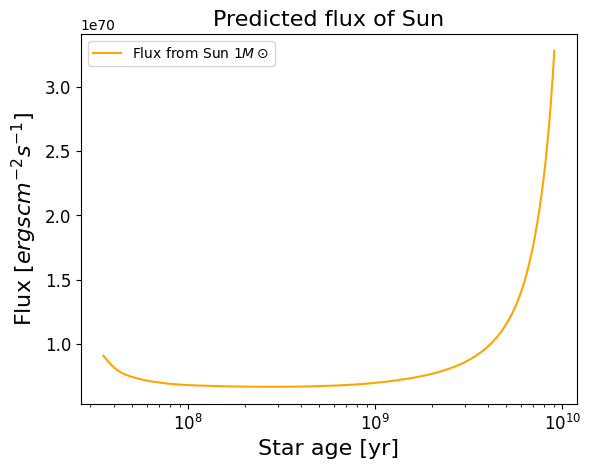 Predicted flux of Sun
1e70
Flux from Sun 1M⊙
3.0
2.5
2.0
1.5
1.0
Flux [ergscm⁻²s⁻¹]
10⁸
10⁹
10¹⁰
Star age [yr]